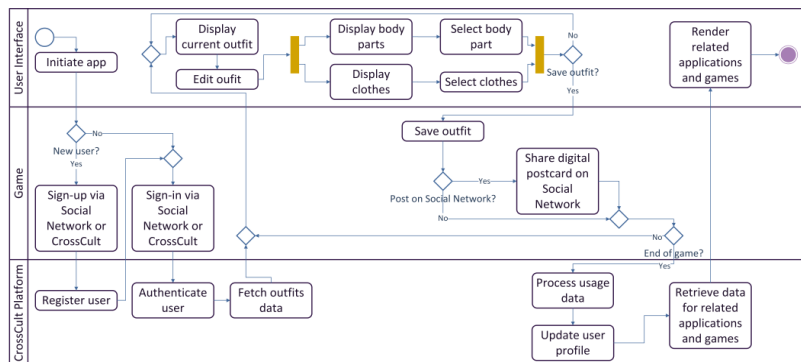 User Interface
Initiate app
Display
current outfit
Edit oufit
Display body
parts
Select body
part
Display
clothes
Select clothes
No
Save outfit?
Yes
Render
related
applications
and games
Game
No
New user?
Yes
Sign-up via
Social
Network or
CrossCult
Sign-in via
Social
Network or
CrossCult
Save outfit
Yes
Post on Social Network?
No
Share digital
postcard on
Social
Network
No
End of game?
Yes
CrossCult Platform
Register user
Authenticate
user
Fetch outfits
data
Process usage
data
Update user
profile
Retrieve data
for related
applications
and games